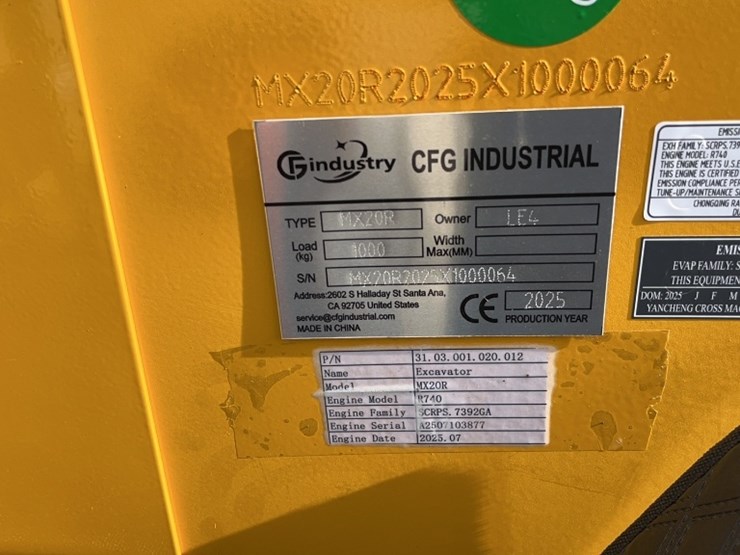 MX20R2025X1000064
CFGindustry CFG INDUSTRIAL
TYPE MX20R Owner LE4
Load (kg) 1000 Width Max(MM)
S/N MX20R2025X1000064
Address:2602 S Halladay St Santa Ana,
CA 92705 United States
service@cfgindustrial.com
MADE IN CHINA
CE 2025
PRODUCTION YEAR
P/N 31.03.001.020.012
Name Excavator
Model MX20R
Engine Model R740
Engine Family SCRPS.7392GA
Engine Serial A2507103877
Engine Date 2025.07
EMISS
EXH FAMILY: SCRPS.739
ENGINE MODEL: R740
THIS ENGINE MEETS U.S.E
THIS ENGINE IS CERTIFIED
EMISSION COMPLIANCE PER
TUNE-UP/MAINTENANCE S
CHONGQING RA
EMIS
EVAP FAMILY: S
THIS EQUIPMEN
DOM: 2025 J F M
YANCHENG CROSS MA